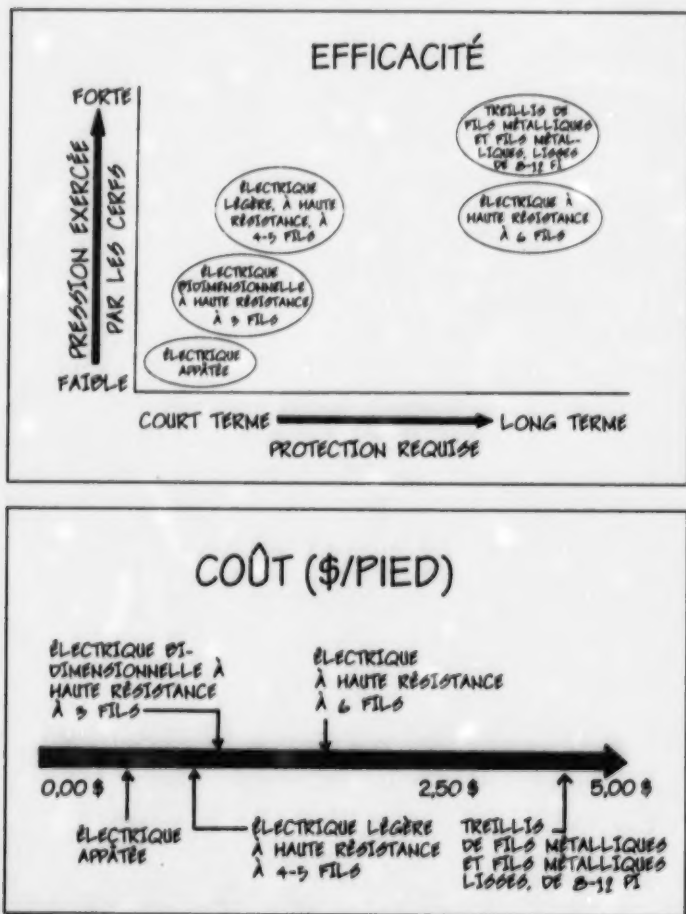 EFFICACITÉ
FORTE
PRESSION EXERCÉE
PAR LES CERFS
FAIBLE
TREILLIS DE
FILS MÉTALLIQUES
ET FILS MÉTAL-
LIQUES, LISSES
DE 8-12 PI
ÉLECTRIQUE
LÉGÈRE, À HAUTE
RÉSISTANCE, À
4-5 FILS
ÉLECTRIQUE À
HAUTE RÉSISTANCE
À 6 FILS
ÉLECTRIQUE
BIDIMENSIONNELLE
À HAUTE RÉSISTANCE
À 3 FILS
ÉLECTRIQUE
APPÂTÉE
COURT TERME
LONG TERME
PROTECTION REQUISE
COÛT ($/PIED)
ÉLECTRIQUE BI-
DIMENSIONNELLE À
HAUTE RÉSISTANCE
À 3 FILS
ÉLECTRIQUE
À HAUTE RÉSISTANCE
À 6 FILS
0,00 $
2,50 $
5,00 $
ÉLECTRIQUE
APPÂTÉE
ÉLECTRIQUE LÉGÈRE
À HAUTE RÉSISTANCE
À 4-5 FILS
TREILLIS
DE FILS MÉTALLIQUES
ET FILS MÉTALLIQUES
LISSES, DE 8-12 PI